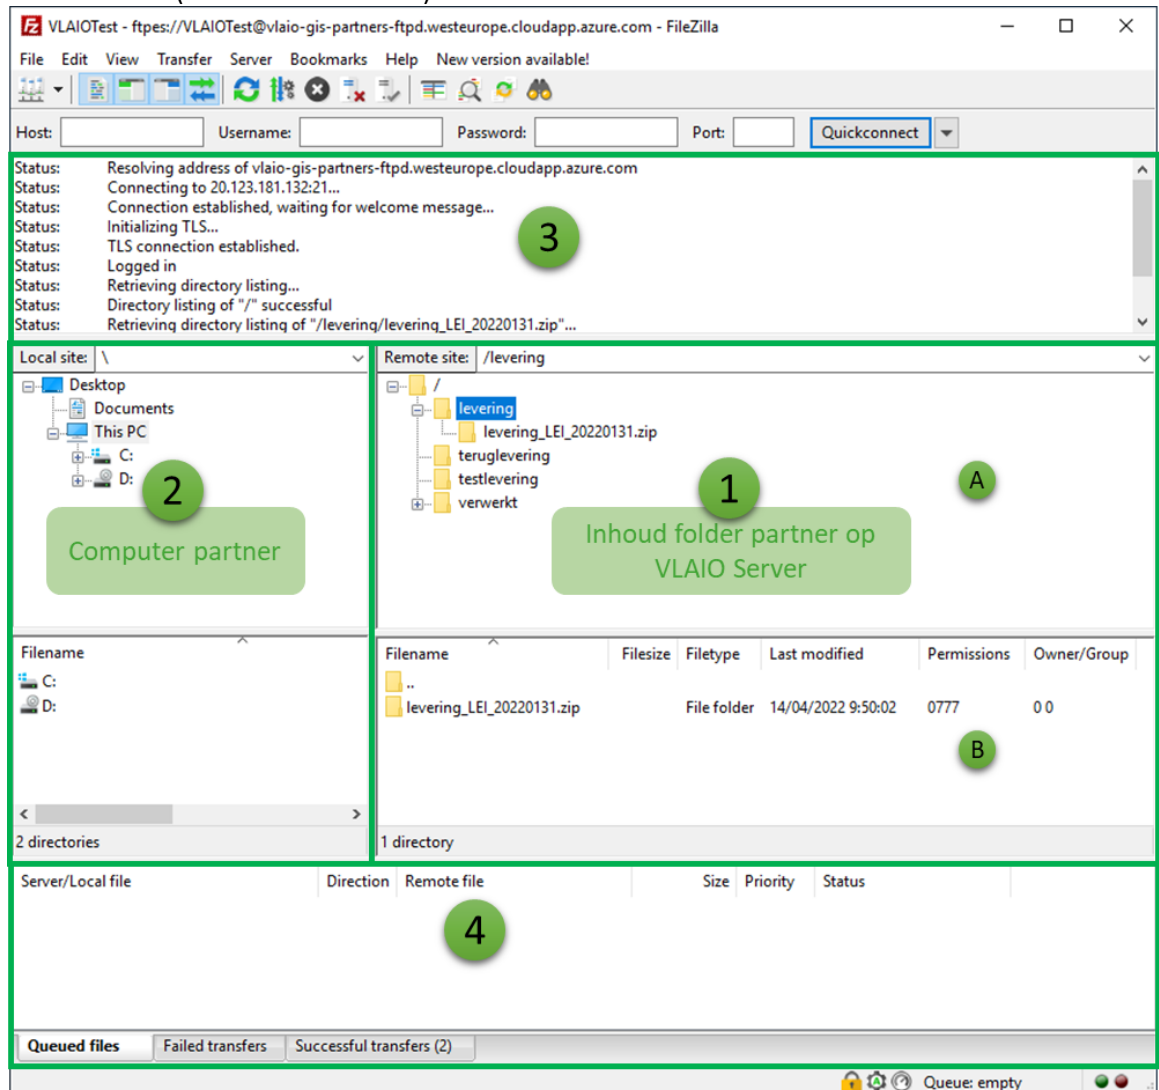 VLAIOTest - ftpes://VLAIOTest@vlaio-gis-partners-ftpd.westeurope.cloudapp.azure.com - FileZilla
File Edit View Transfer Server Bookmarks Help New version available!
Host: Username: Password: Port: Quickconnect
Status: Resolving address of vlaio-gis-partners-ftpd.westeurope.cloudapp.azure.com
Status: Connecting to 20.123.181.132:21...
Status: Connection established, waiting for welcome message...
Status: Initializing TLS...
Status: TLS connection established.
Status: Logged in
Status: Retrieving directory listing...
Status: Directory listing of "/" successful
Status: Retrieving directory listing of "/levering/levering_LEI_20220131.zip"...
3
Local site: \
Desktop
Documents
This PC
C:
D:
2
Computer partner
Filename
C:
D:
2 directories
Remote site: /levering
/
levering
levering_LEI_20220131.zip
teruglevering
testlevering
verwerkt
1
A
Inhoud folder partner op
VLAIO Server
Filename Filesize Filetype Last modified Permissions Owner/Group
..
levering_LEI_20220131.zip File folder 14/04/2022 9:50:02 0777 0 0
B
1 directory
Server/Local file Direction Remote file Size Priority Status
4
Queued files Failed transfers Successful transfers (2)
Queue: empty